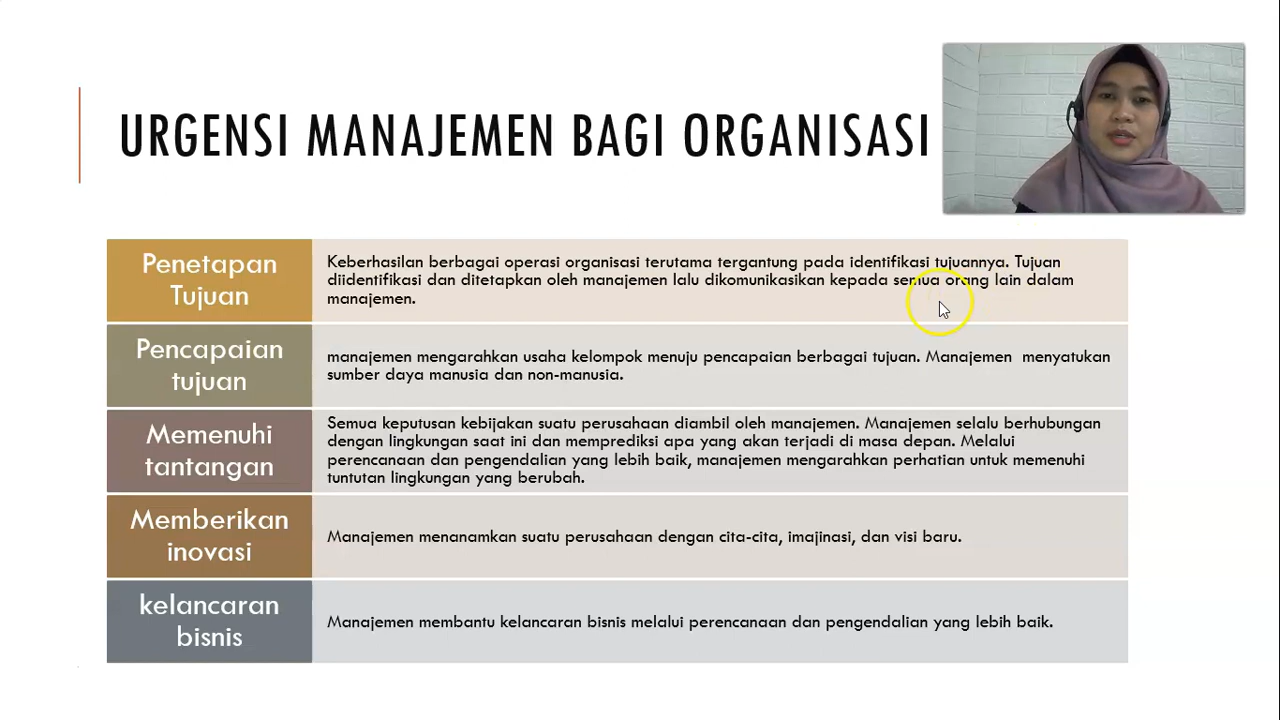 URGENSI MANAJEMEN BAGI ORGANISASI
Penetapan
Tujuan
Keberhasilan berbagai operasi organisasi terutama tergantung pada identifikasi tujuannya. Tujuan
diidentifikasi dan ditetapkan oleh manajemen lalu dikomunikasikan kepada semua orang lain dalam
manajemen.
Pencapaian
tujuan
manajemen mengarahkan usaha kelompok menuju pencapaian berbagai tujuan. Manajemen menyatukan
sumber daya manusia dan non-manusia.
Memenuhi
tantangan
Semua keputusan kebijakan suatu perusahaan diambil oleh manajemen. Manajemen selalu berhubungan
dengan lingkungan saat ini dan memprediksi apa yang akan terjadi di masa depan. Melalui
perencanaan dan pengendalian yang lebih baik, manajemen mengarahkan perhatian untuk memenuhi
tuntutan lingkungan yang berubah.
Memberikan
inovasi
Manajemen menanamkan suatu perusahaan dengan cita-cita, imajinasi, dan visi baru.
kelancaran
bisnis
Manajemen membantu kelancaran bisnis melalui perencanaan dan pengendalian yang lebih baik.